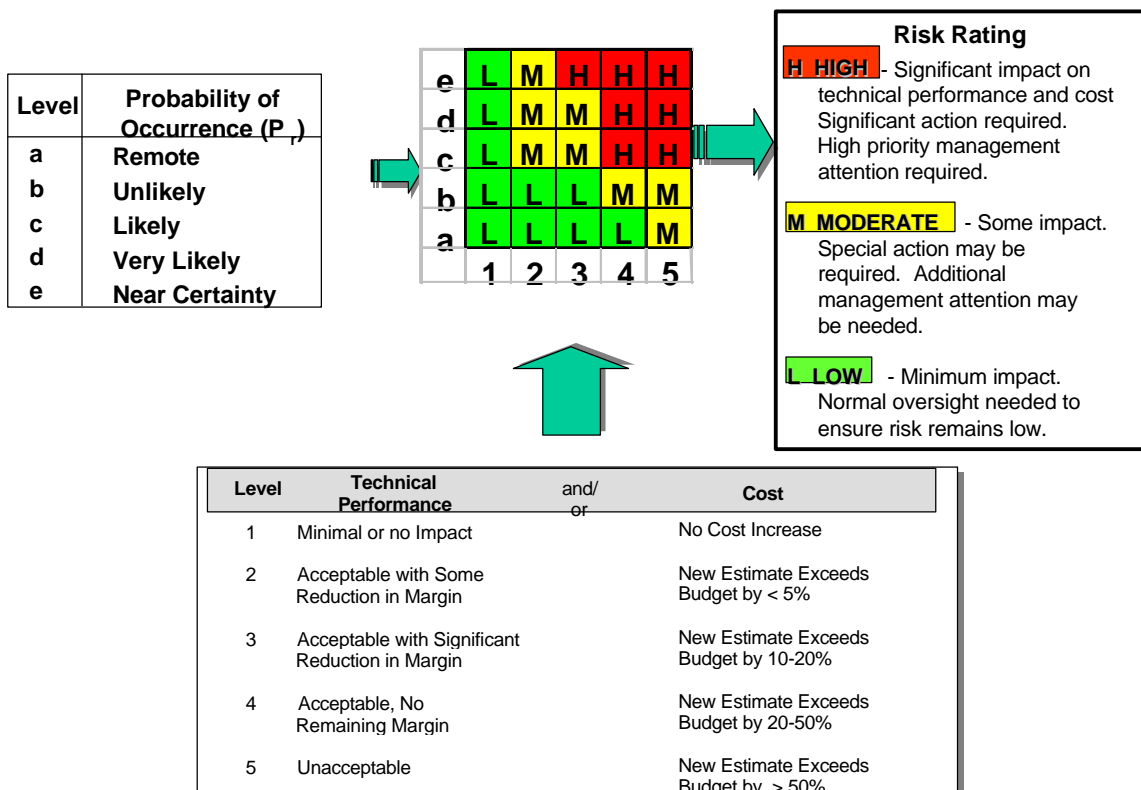 Level Probability of
Occurrence (P r)
a Remote
b Unlikely
c Likely
d Very Likely
e Near Certainty
e L M H H H
d L M M H H
c L M M H H
b L L L M M
a L L L L M
1 2 3 4 5
Risk Rating
H HIGH - Significant impact on
technical performance and cost
Significant action required.
High priority management
attention required.
M MODERATE - Some impact.
Special action may be
required. Additional
management attention may
be needed.
L LOW - Minimum impact.
Normal oversight needed to
ensure risk remains low.
Level Technical and/ Cost
Performance or
1 Minimal or no Impact No Cost Increase
2 Acceptable with Some New Estimate Exceeds
Reduction in Margin Budget by < 5%
3 Acceptable with Significant New Estimate Exceeds
Reduction in Margin Budget by 10-20%
4 Acceptable, No New Estimate Exceeds
Remaining Margin Budget by 20-50%
5 Unacceptable New Estimate Exceeds
Budget by > 50%